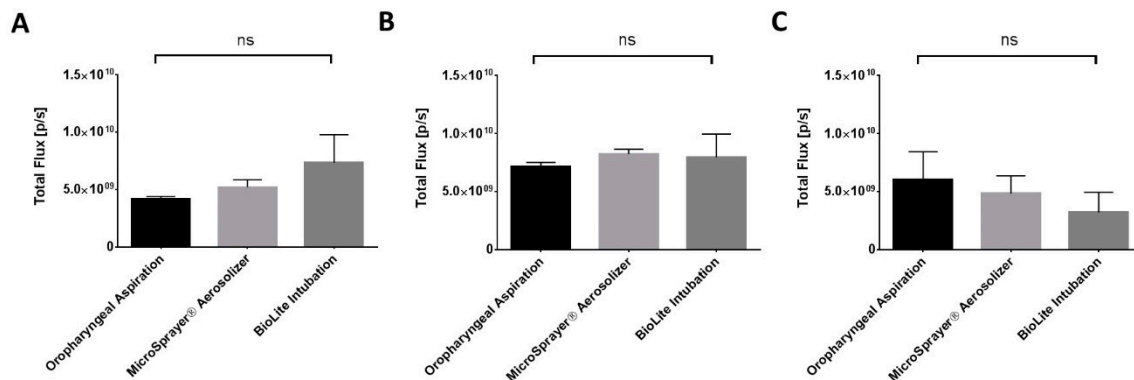 A
ns
Total Flux [p/s]
1.5×10¹⁰
1.0×10¹⁰
5.0×10⁰⁹
0
Oropharyngeal Aspiration
MicroSprayer® Aerosolizer
BioLite Intubation
B
ns
Total Flux [p/s]
1.5×10¹⁰
1.0×10¹⁰
5.0×10⁰⁹
0
Oropharyngeal Aspiration
MicroSprayer® Aerosolizer
BioLite Intubation
C
ns
Total Flux [p/s]
1.5×10¹⁰
1.0×10¹⁰
5.0×10⁰⁹
0
Oropharyngeal Aspiration
MicroSprayer® Aerosolizer
BioLite Intubation